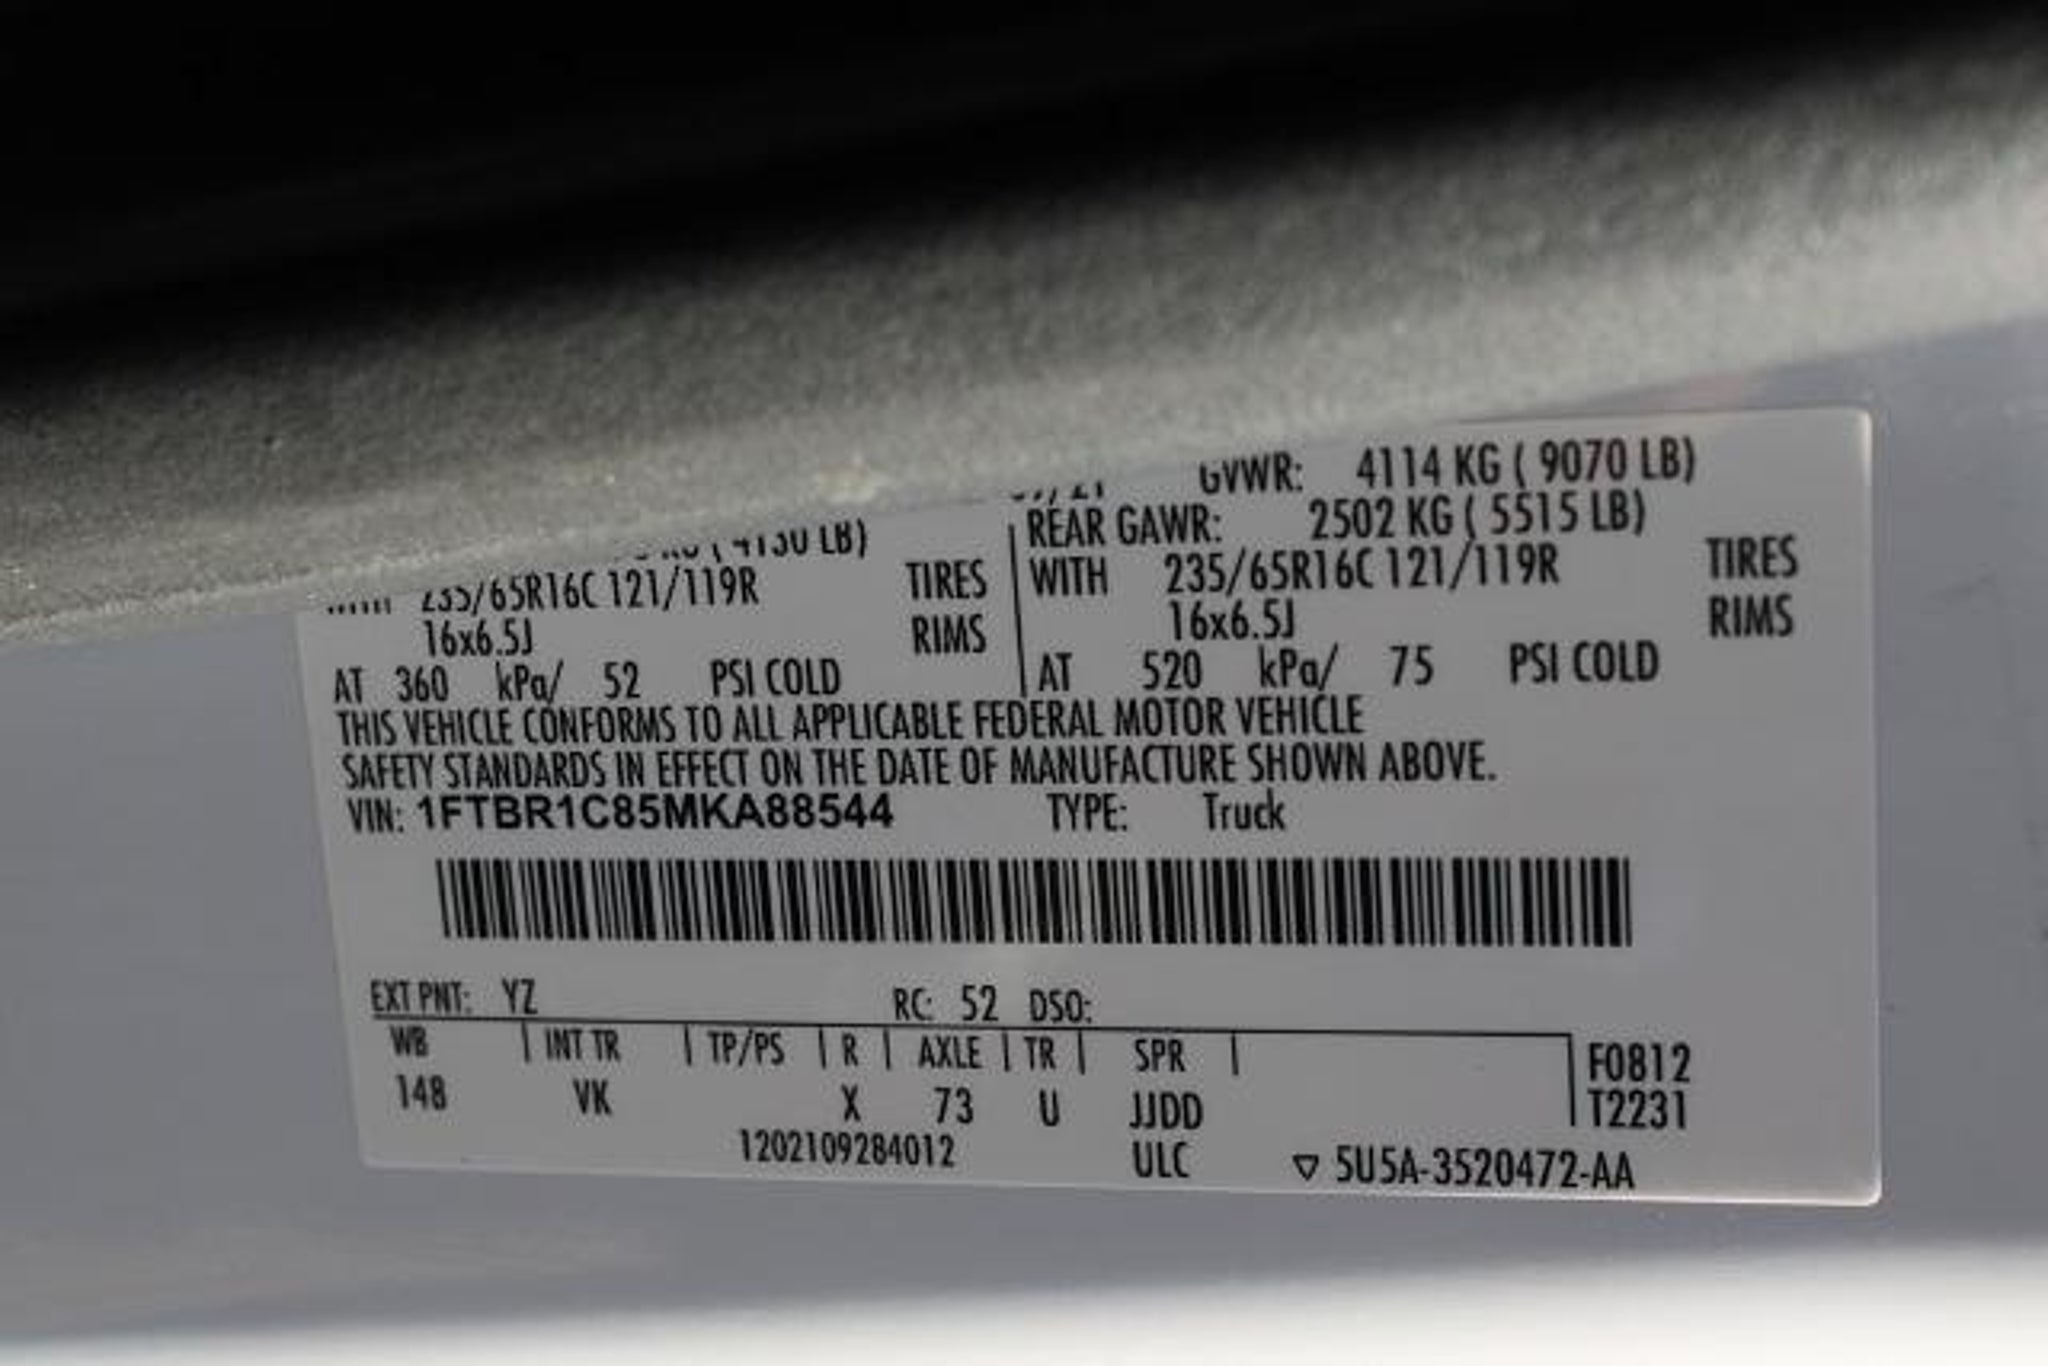 GVWR: 4114 KG ( 9070 LB)
4130 LB) REAR GAWR: 2502 KG ( 5515 LB)
WITH 235/65R16C 121/119R TIRES WITH 235/65R16C 121/119R TIRES
16x6.5J RIMS 16x6.5J RIMS
AT 360 kPa/ 52 PSI COLD AT 520 kPa/ 75 PSI COLD
THIS VEHICLE CONFORMS TO ALL APPLICABLE FEDERAL MOTOR VEHICLE
SAFETY STANDARDS IN EFFECT ON THE DATE OF MANUFACTURE SHOWN ABOVE.
VIN: 1FTBR1C85MKA88544 TYPE: Truck
EXT PNT: YZ RC: 52 DSO:
WB INT TR TP/PS R AXLE TR SPR F0812
148 VK X 73 U JJDD T2231
1202109284012 ULC ▽ 5U5A-3520472-AA